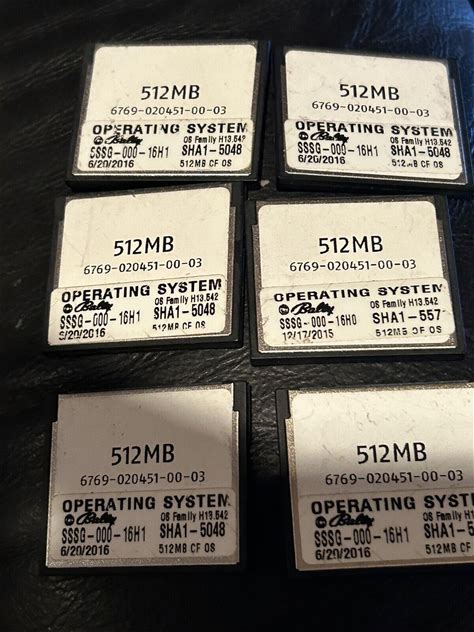 512MB
6769-020451-00-03
OPERATING SYSTEM
Bally OS Family H13.542
SSSG-000-16H1 SHA1-5048
6/20/2016 512MB CF OS
512MB
6769-020451-00-03
OPERATING SYSTEM
Bally OS Family H13.542
SSSG-000-16H1 SHA1-5048
6/20/2016 512MB CF OS
512MB
6769-020451-00-03
OPERATING SYSTEM
Bally OS Family H13.542
SSSG-000-16H1 SHA1-5048
6/20/2016 512MB CF OS
512MB
6769-020451-00-03
OPERATING SYSTEM
Bally OS Family H13.542
SSSG-000-16H0 SHA1-557
12/17/2015 512MB CF OS
512MB
6769-020451-00-03
OPERATING SYSTEM
Bally OS Family H13.542
SSSG-000-16H1 SHA1-5048
6/20/2016 512MB CF OS
512MB
6769-020451-00-03
OPERATING SYSTEM
Bally OS Family H13.542
SSSG-000-16H1 SHA1-5048
6/20/2016 512MB CF OS